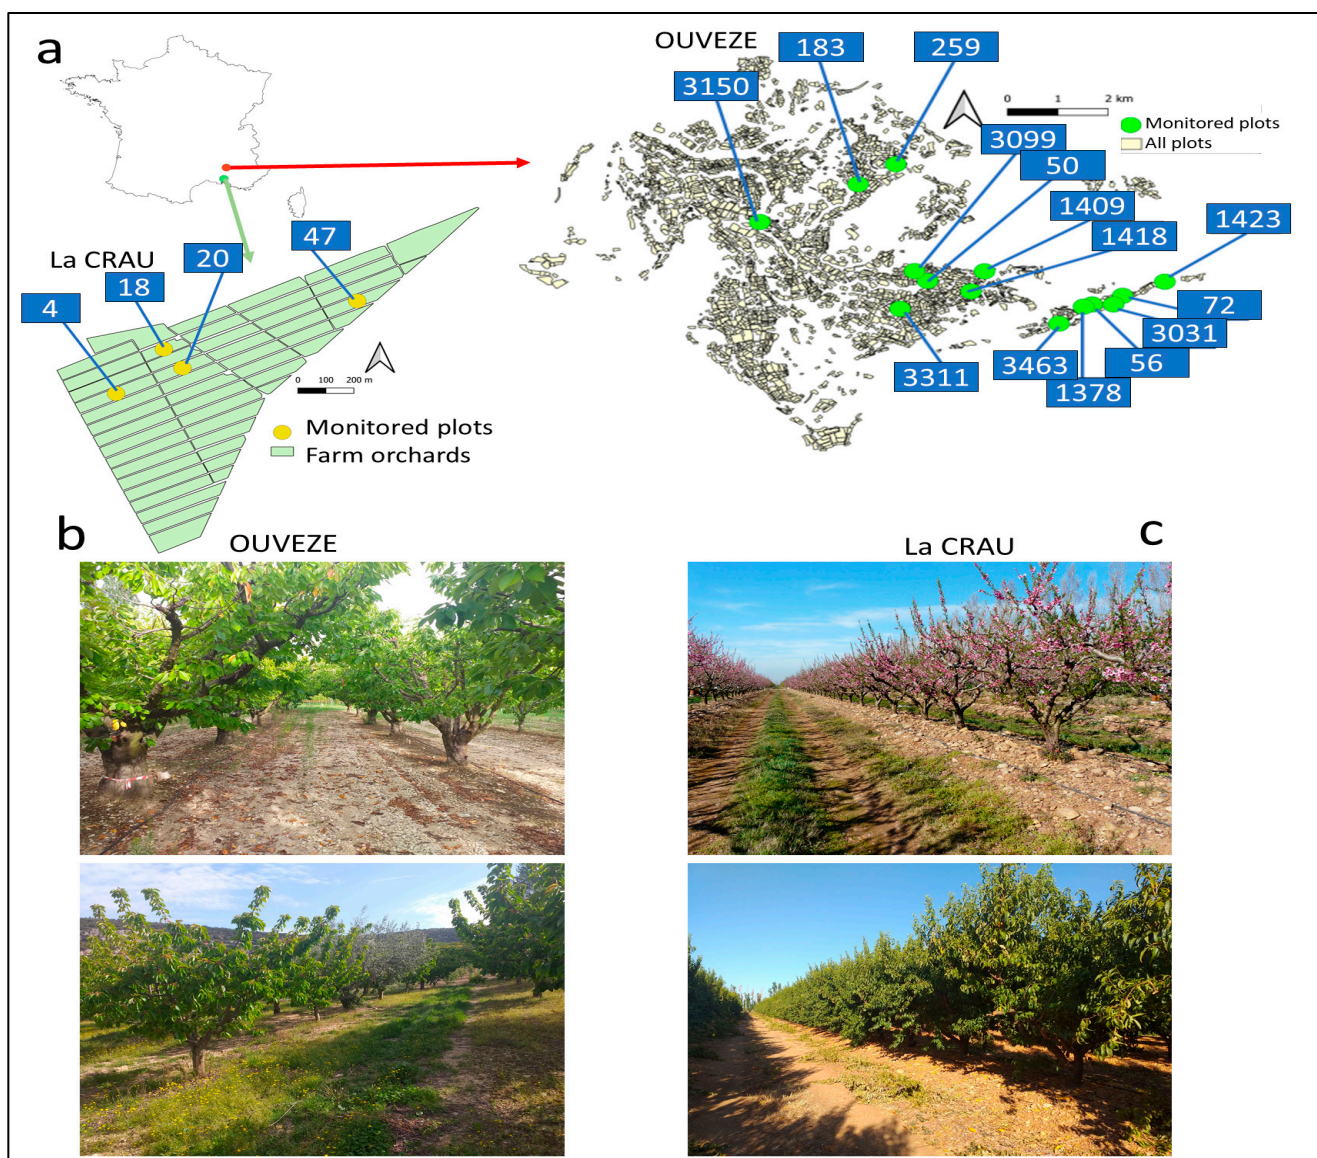 a
OUVEZE
183
259
3150
0 1 2 km
Monitored plots
All plots
3099
50
1409
1418
1423
72
3031
56
1378
3463
3311
La CRAU
4
18
20
47
0 100 200 m
Monitored plots
Farm orchards
b
OUVEZE
La CRAU
c